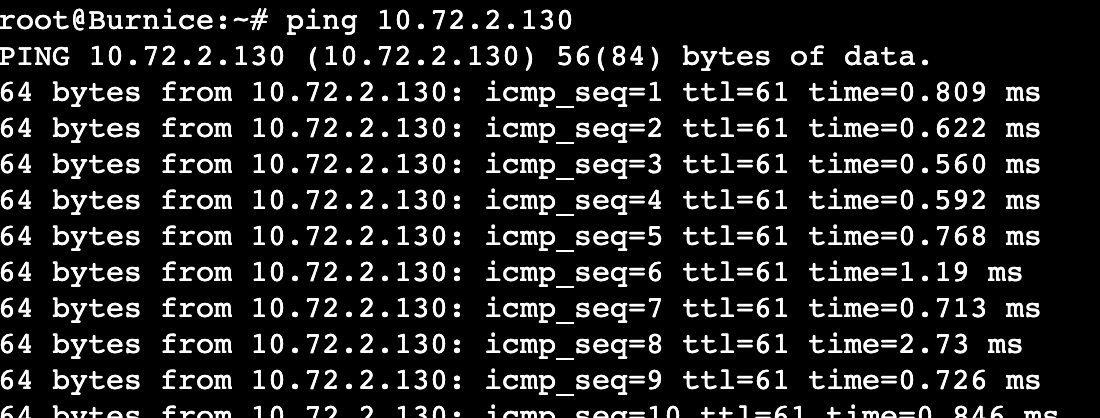 root@Burnice:~# ping 10.72.2.130
PING 10.72.2.130 (10.72.2.130) 56(84) bytes of data.
64 bytes from 10.72.2.130: icmp_seq=1 ttl=61 time=0.809 ms
64 bytes from 10.72.2.130: icmp_seq=2 ttl=61 time=0.622 ms
64 bytes from 10.72.2.130: icmp_seq=3 ttl=61 time=0.560 ms
64 bytes from 10.72.2.130: icmp_seq=4 ttl=61 time=0.592 ms
64 bytes from 10.72.2.130: icmp_seq=5 ttl=61 time=0.768 ms
64 bytes from 10.72.2.130: icmp_seq=6 ttl=61 time=1.19 ms
64 bytes from 10.72.2.130: icmp_seq=7 ttl=61 time=0.713 ms
64 bytes from 10.72.2.130: icmp_seq=8 ttl=61 time=2.73 ms
64 bytes from 10.72.2.130: icmp_seq=9 ttl=61 time=0.726 ms
64 bytes from 10.72.2.130: icmp_seq=10 ttl=61 time=0.846 ms